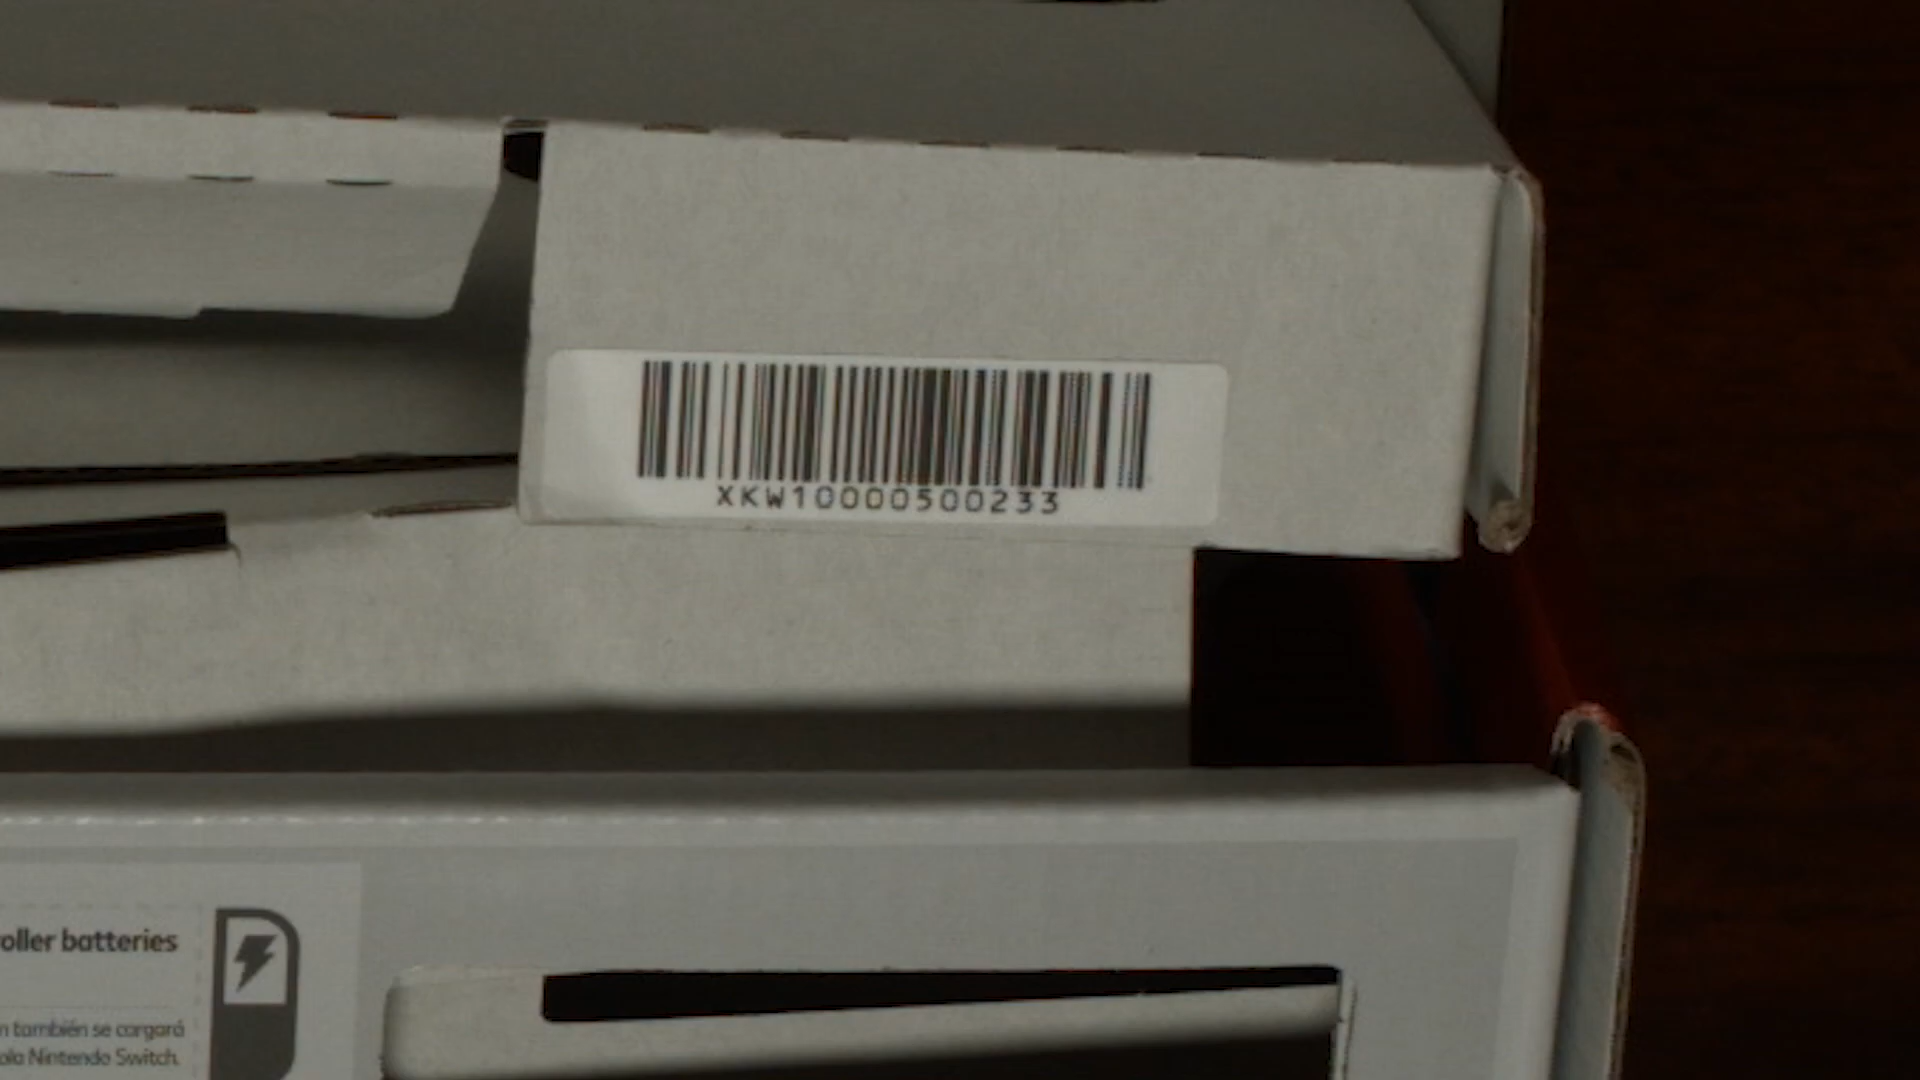 XKW10000500233
oller batteries
n también se cargará
ola Nintendo Switch.